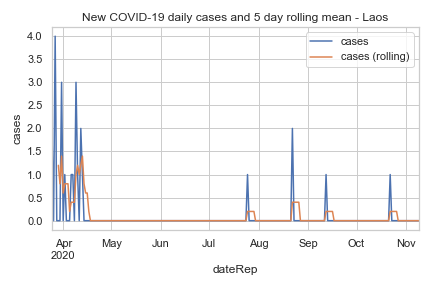 New COVID-19 daily cases and 5 day rolling mean - Laos
cases
cases (rolling)
4.0
3.5
3.0
2.5
2.0
1.5
1.0
0.5
0.0
cases
Apr May Jun Jul Aug Sep Oct Nov
2020
dateRep